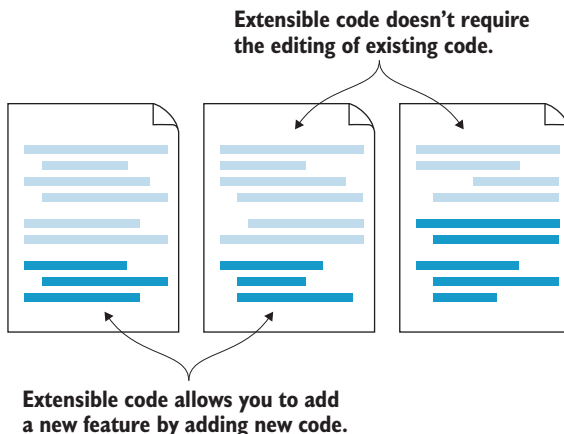 Extensible code doesn’t require
the editing of existing code.
Extensible code allows you to add
a new feature by adding new code.